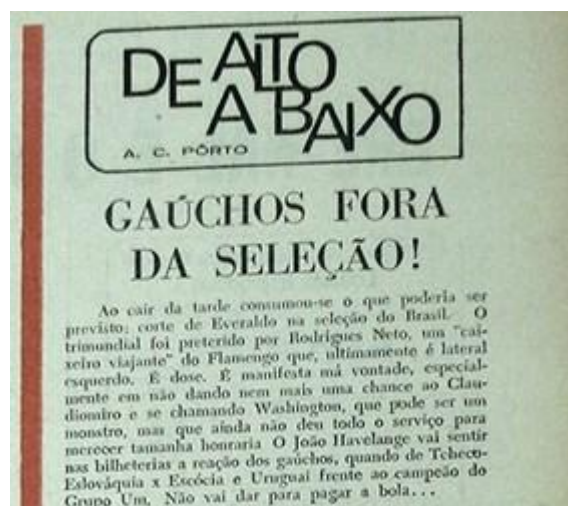 DE ALTO
A BAIXO
A. C. PÔRTO
GAÚCHOS FORA
DA SELEÇÃO!
Ao cair da tarde consumou-se o que poderia ser
previsto: corte de Everaldo na seleção do Brasil. O
trimundial foi preterido por Rodrigues Neto, um "cai-
xeiro viajante" do Flamengo que, ultimamente é lateral
esquerdo. É dose. É manifesta má vontade, especial-
mente em não dando nem mais uma chance ao Clau-
diomiro e se chamando Washington, que pode ser um
monstro, mas que ainda não deu todo o serviço para
merecer tamanha honraria O João Havelange vai sentir
nas bilheterias a reação dos gaúchos, quando de Tcheco-
Eslováquia x Escócia e Uruguai frente ao campeão do
Grupo Um. Não vai dar para pagar a bola...